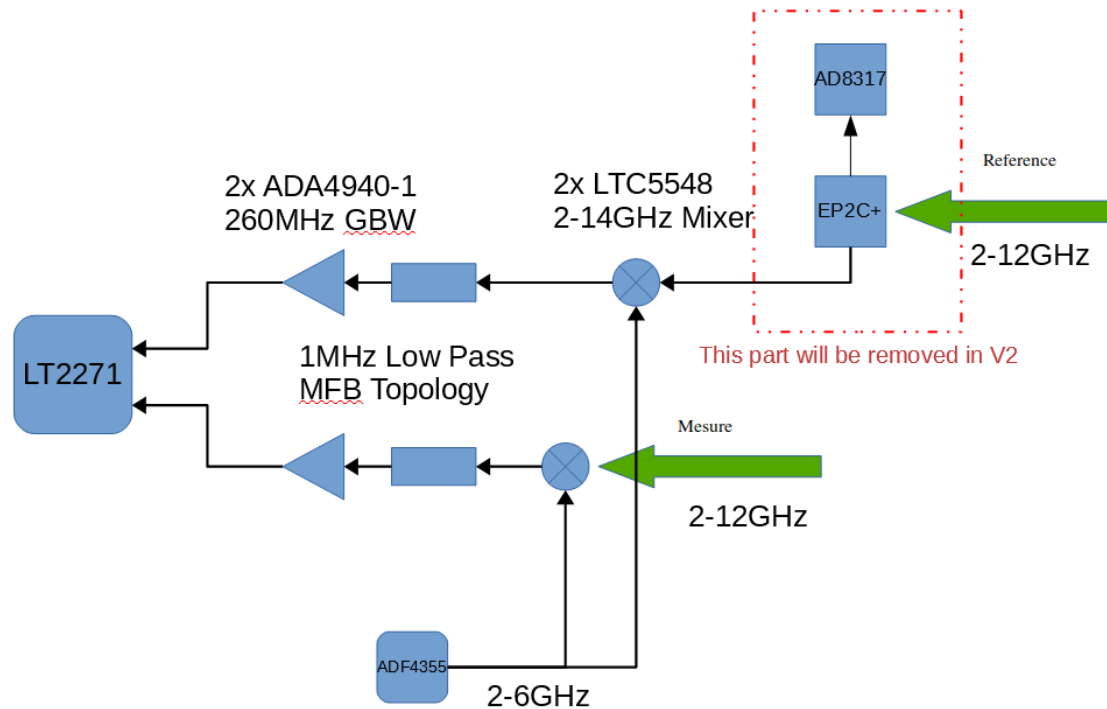 AD8317
Reference
EP2C+
2-12GHz
2x ADA4940-1
260MHz GBW
2x LTC5548
2-14GHz Mixer
This part will be removed in V2
LT2271
1MHz Low Pass
MFB Topology
Mesure
2-12GHz
ADF4355
2-6GHz